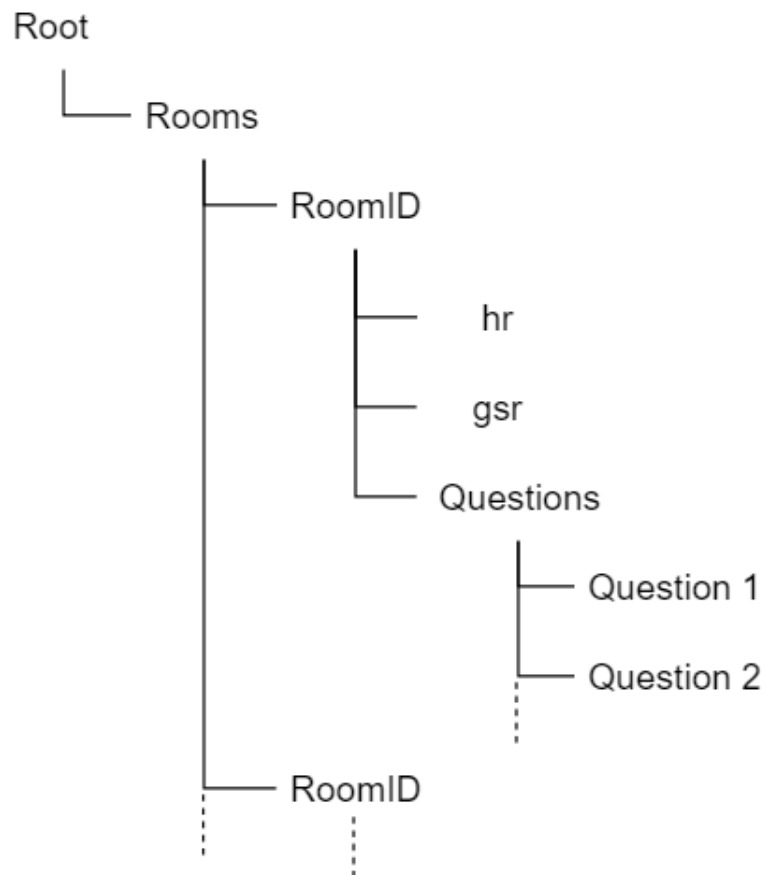 Root
Rooms
RoomID
hr
gsr
Questions
Question 1
Question 2
RoomID